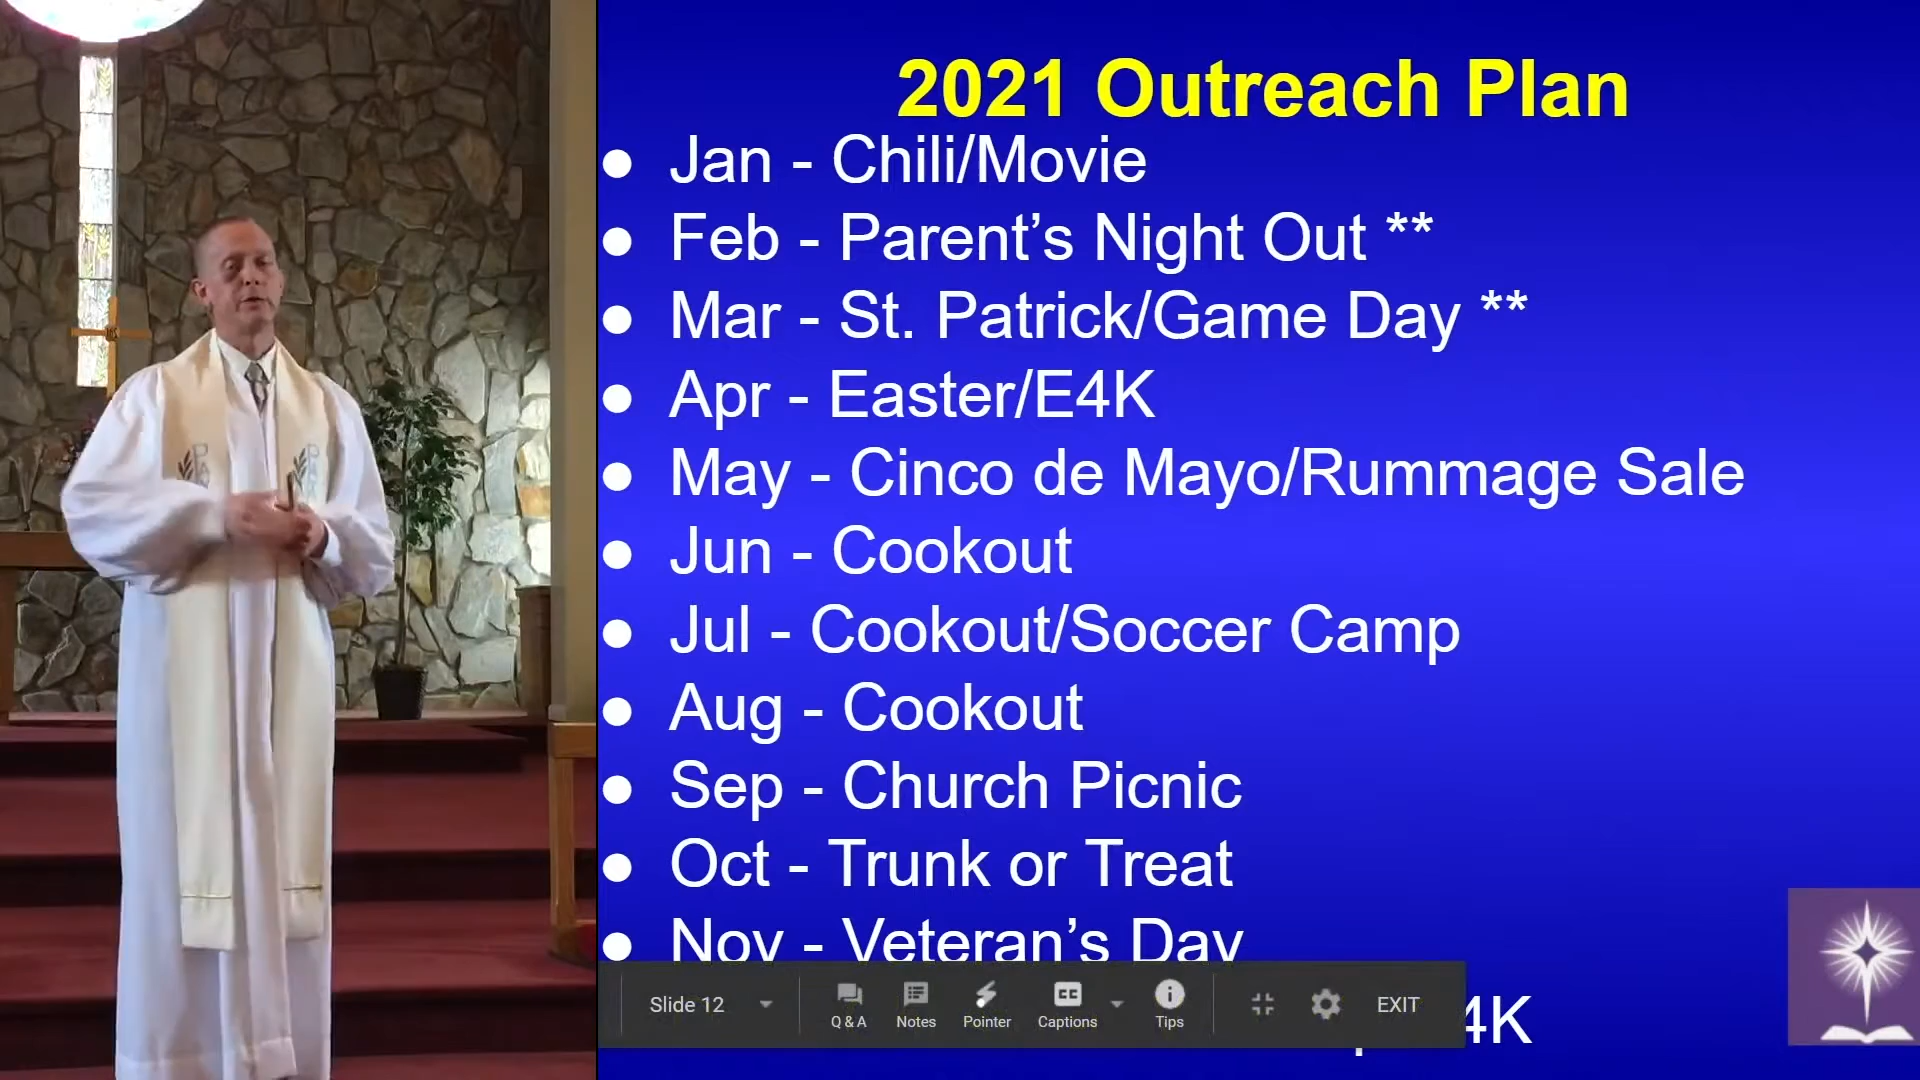 2021 Outreach Plan
● Jan - Chili/Movie
● Feb - Parent’s Night Out **
● Mar - St. Patrick/Game Day **
● Apr - Easter/E4K
● May - Cinco de Mayo/Rummage Sale
● Jun - Cookout
● Jul - Cookout/Soccer Camp
● Aug - Cookout
● Sep - Church Picnic
● Oct - Trunk or Treat
● Nov - Veteran’s Day
4K
Slide 12
Q & A
Notes
Pointer
CC
Captions
Tips
EXIT